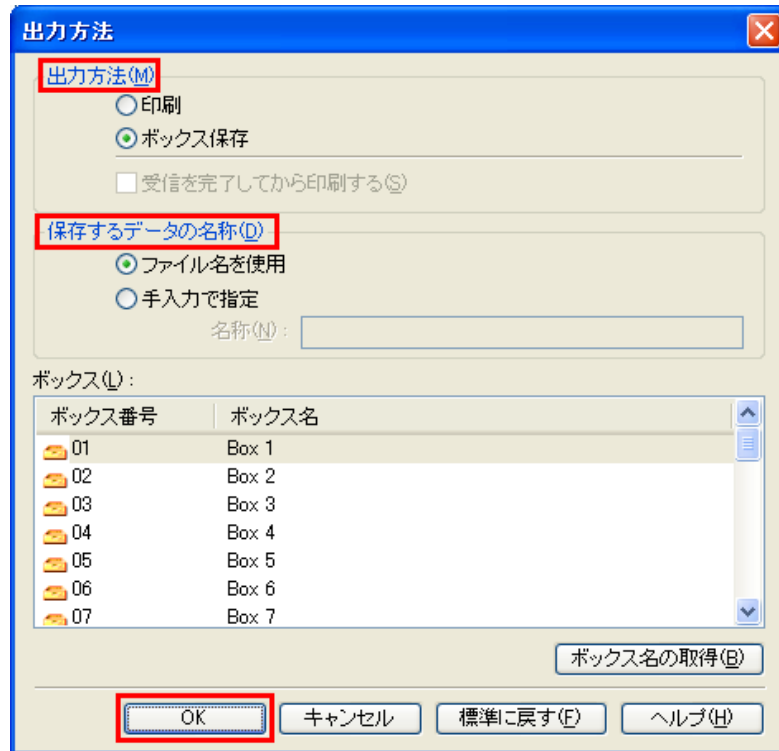 出力方法
出力方法(M)
印刷
ボックス保存
受信を完了してから印刷する(S)
保存するデータの名称(D)
ファイル名を使用
手入力で指定
名称(N):
ボックス(L):
ボックス番号 ボックス名
01 Box 1
02 Box 2
03 Box 3
04 Box 4
05 Box 5
06 Box 6
07 Box 7
ボックス名の取得(B)
OK キャンセル 標準に戻す(F) ヘルプ(H)